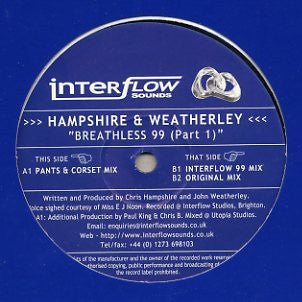 interflow
SOUNDS
>>> HAMPSHIRE & WEATHERLEY <<<
"BREATHLESS 99 (Part 1)"
THIS SIDE
THAT SIDE
A1 PANTS & CORSET MIX
B1 INTERFLOW 99 MIX
B2 ORIGINAL MIX
Written and Produced by Chris Hampshire and John Weatherley.
Voice sighed courtesy of Miss E J Noon. Recorded @ Interflow Studios, Brighton.
A1: Additional Production by Paul King & Chris B. Mixed @ Utopia Studios.
Email: enquiries@interflowsounds.co.uk
Web - http://www.interflowsounds.co.uk
Tel/fax: +44 (0) 1273 698103
of the manufacturer and owner of the recorded work reserved
copying, public performance and broadcasting of
the record label prohibited.